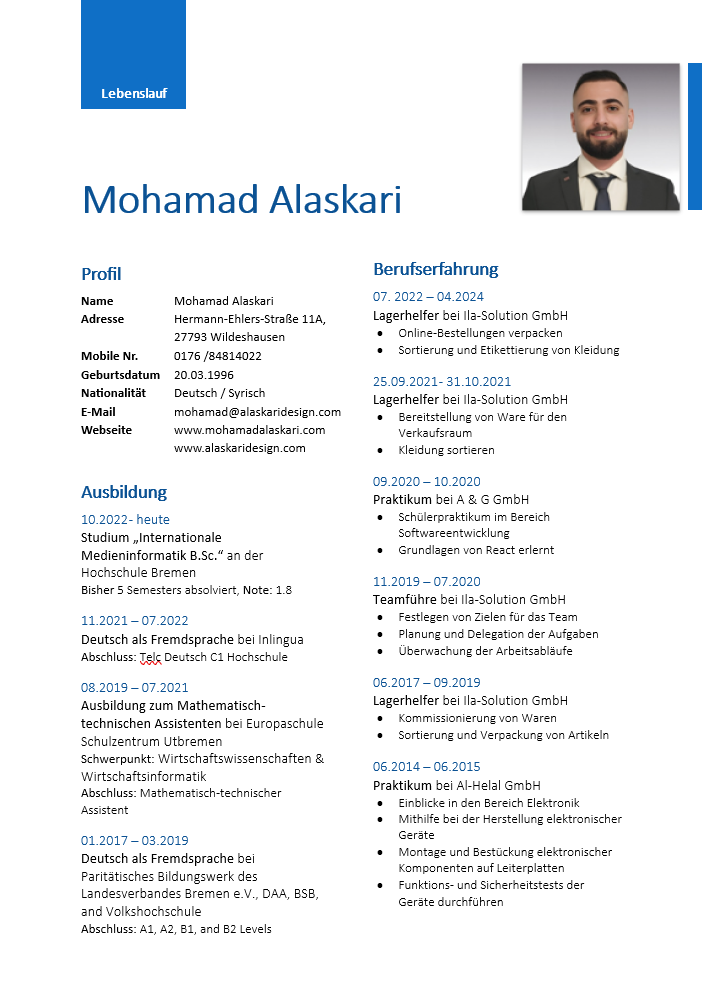 Lebenslauf
Mohamad Alaskari
Profil
Name Mohamad Alaskari
Adresse Hermann-Ehlers-Straße 11A,
27793 Wildeshausen
Mobile Nr. 0176 /84814022
Geburtsdatum 20.03.1996
Nationalität Deutsch / Syrisch
E-Mail mohamad@alaskaridesign.com
Webseite www.mohamadalaskari.com
www.alaskaridesign.com
Ausbildung
10.2022- heute
Studium „Internationale
Medieninformatik B.Sc.“ an der
Hochschule Bremen
Bisher 5 Semesters absolviert, Note: 1.8
11.2021 – 07.2022
Deutsch als Fremdsprache bei Inlingua
Abschluss: Telc Deutsch C1 Hochschule
08.2019 – 07.2021
Ausbildung zum Mathematisch-
technischen Assistenten bei Europaschule
Schulzentrum Utbremen
Schwerpunkt: Wirtschaftswissenschaften &
Wirtschaftsinformatik
Abschluss: Mathematisch-technischer
Assistent
01.2017 – 03.2019
Deutsch als Fremdsprache bei
Paritätisches Bildungswerk des
Landesverbandes Bremen e.V., DAA, BSB,
and Volkshochschule
Abschluss: A1, A2, B1, and B2 Levels
Berufserfahrung
07. 2022 – 04.2024
Lagerhelfer bei Ila-Solution GmbH
• Online-Bestellungen verpacken
• Sortierung und Etikettierung von Kleidung
25.09.2021- 31.10.2021
Lagerhelfer bei Ila-Solution GmbH
• Bereitstellung von Ware für den
Verkaufsraum
• Kleidung sortieren
09.2020 – 10.2020
Praktikum bei A & G GmbH
• Schülerpraktikum im Bereich
Softwareentwicklung
• Grundlagen von React erlernt
11.2019 – 07.2020
Teamführe bei Ila-Solution GmbH
• Festlegen von Zielen für das Team
• Planung und Delegation der Aufgaben
• Überwachung der Arbeitsabläufe
06.2017 – 09.2019
Lagerhelfer bei Ila-Solution GmbH
• Kommissionierung von Waren
• Sortierung und Verpackung von Artikeln
06.2014 – 06.2015
Praktikum bei Al-Helal GmbH
• Einblicke in den Bereich Elektronik
• Mithilfe bei der Herstellung elektronischer
Geräte
• Montage und Bestückung elektronischer
Komponenten auf Leiterplatten
• Funktions- und Sicherheitstests der
Geräte durchführen